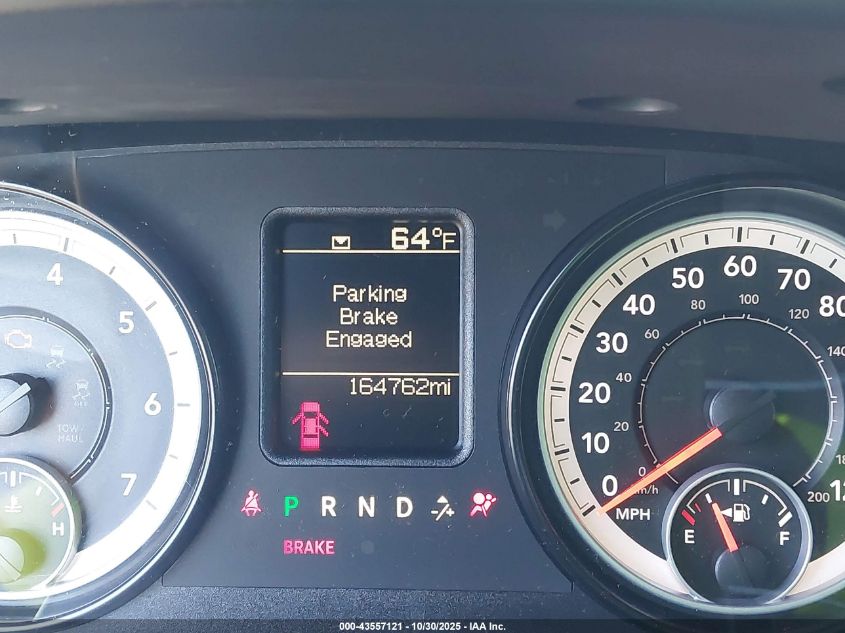 64°F
Parking
Brake
Engaged
164762mi
4
5
6
7
TOW/
HAUL
H
P R N D
BRAKE
0 10 20 30 40 50 60 70 80
0 20 40 60 80 100 120 140 200
km/h
MPH
E F
000-43557121 - 10/30/2025 - IAA Inc.